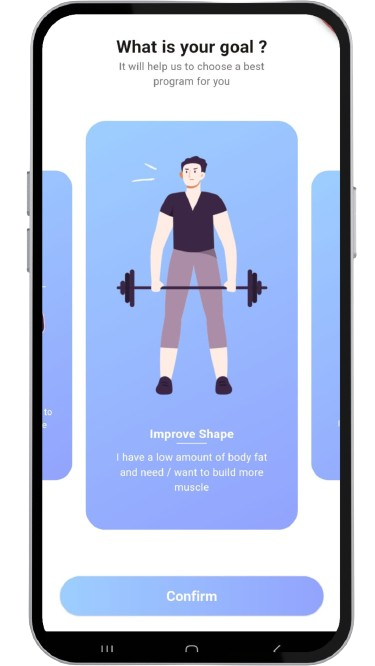 What is your goal ?
It will help us to choose a best
program for you
to
e
Improve Shape
I have a low amount of body fat
and need / want to build more
muscle
Confirm